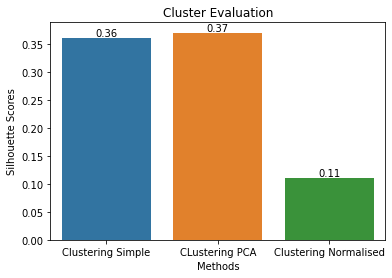 Cluster Evaluation
0.36
0.37
0.11
0.35
0.30
0.25
0.20
0.15
0.10
0.05
0.00
Silhouette Scores
Clustering Simple
CLustering PCA
Clustering Normalised
Methods